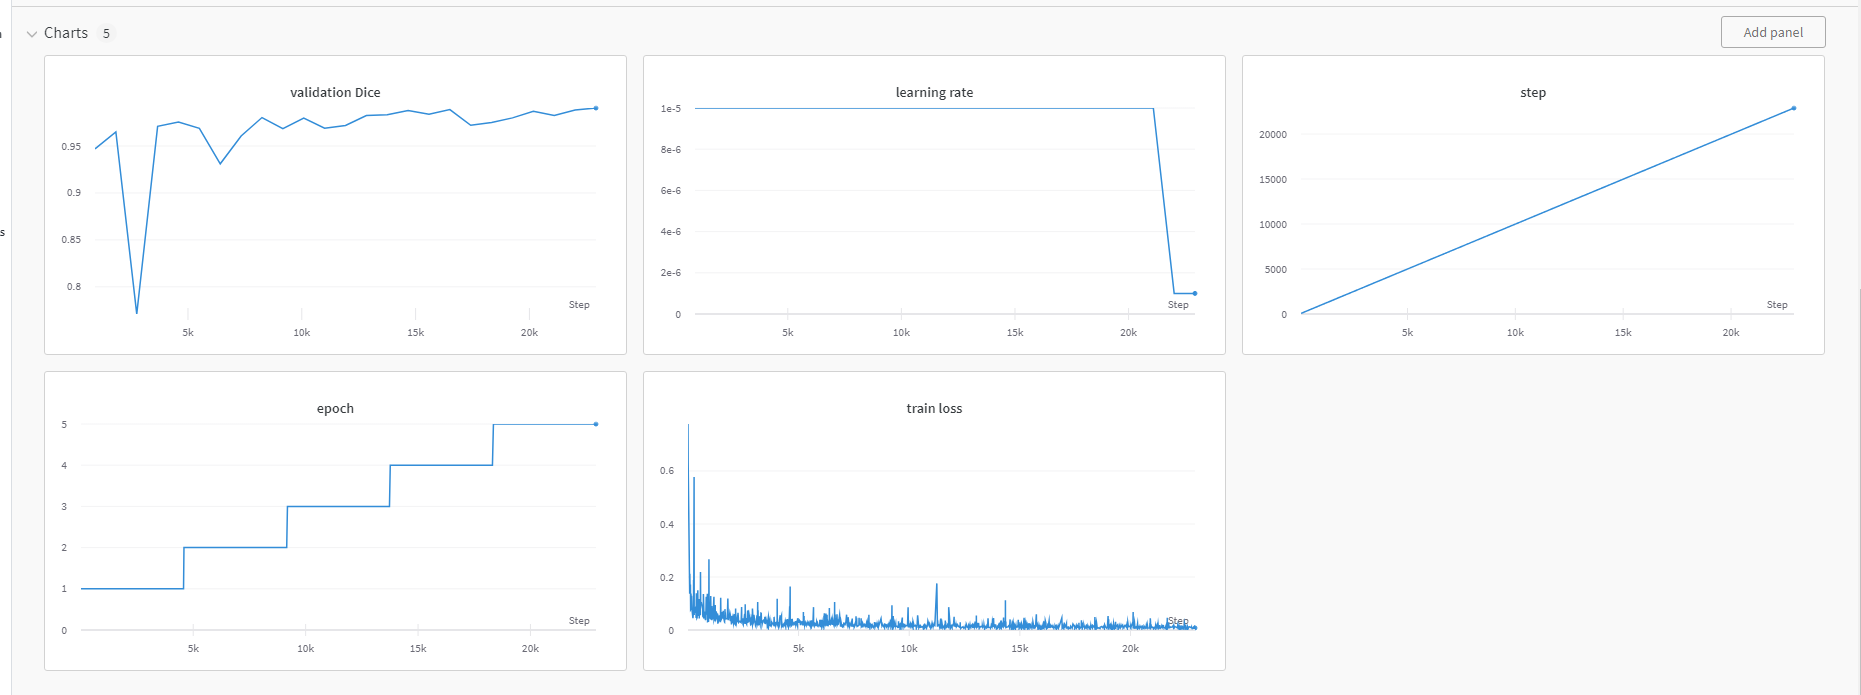 Charts 5
Add panel
validation Dice
0.95
0.9
0.85
0.8
Step
5k 10k 15k 20k
learning rate
1e-5
8e-6
6e-6
4e-6
2e-6
0
Step
5k 10k 15k 20k
step
20000
15000
10000
5000
0
Step
5k 10k 15k 20k
epoch
5
4
3
2
1
0
Step
5k 10k 15k 20k
train loss
0.6
0.4
0.2
0
Step
5k 10k 15k 20k
s